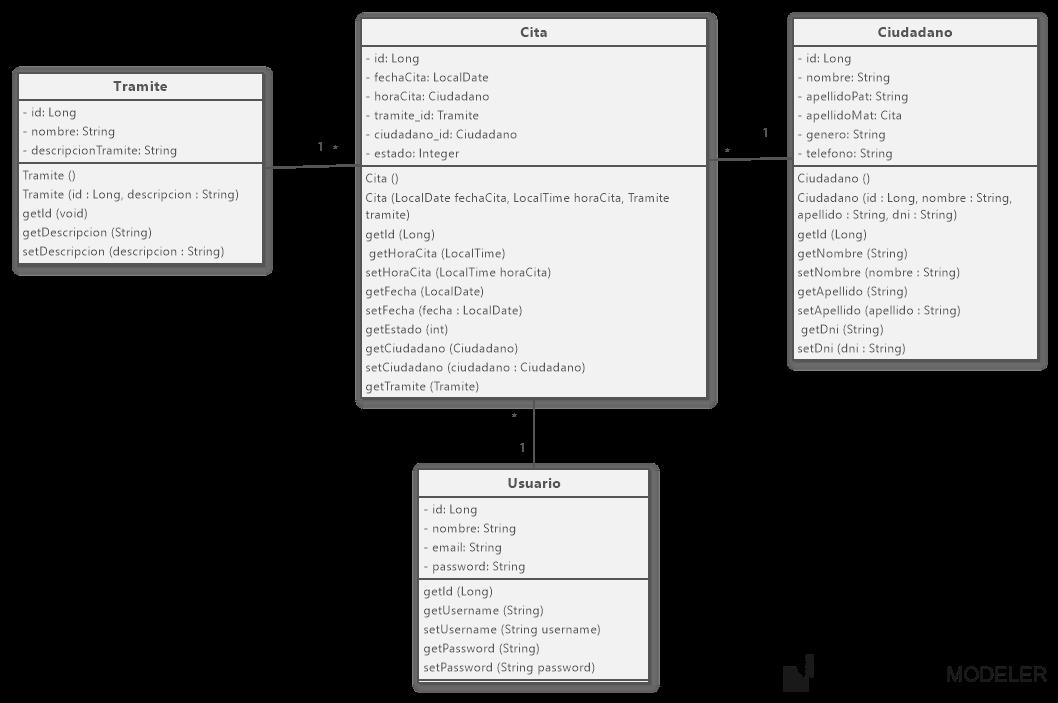 Tramite
- id: Long
- nombre: String
- descripcionTramite: String
Tramite ()
Tramite (id : Long, descripcion : String)
getId (void)
getDescripcion (String)
setDescripcion (descripcion : String)
1 *
Cita
- id: Long
- fechaCita: LocalDate
- horaCita: Ciudadano
- tramite_id: Tramite
- ciudadano_id: Ciudadano
- estado: Integer
Cita ()
Cita (LocalDate fechaCita, LocalTime horaCita, Tramite
tramite)
getId (Long)
getHoraCita (LocalTime)
setHoraCita (LocalTime horaCita)
getFecha (LocalDate)
setFecha (fecha : LocalDate)
getEstado (int)
getCiudadano (Ciudadano)
setCiudadano (ciudadano : Ciudadano)
getTramite (Tramite)
1
*
Ciudadano
- id: Long
- nombre: String
- apellidoPat: String
- apellidoMat: Cita
- genero: String
- telefono: String
Ciudadano ()
Ciudadano (id : Long, nombre : String,
apellido : String, dni : String)
getId (Long)
getNombre (String)
setNombre (nombre : String)
getApellido (String)
setApellido (apellido : String)
getDni (String)
setDni (dni : String)
*
1
Usuario
- id: Long
- nombre: String
- email: String
- password: String
getId (Long)
getUsername (String)
setUsername (String username)
getPassword (String)
setPassword (String password)
MODELER